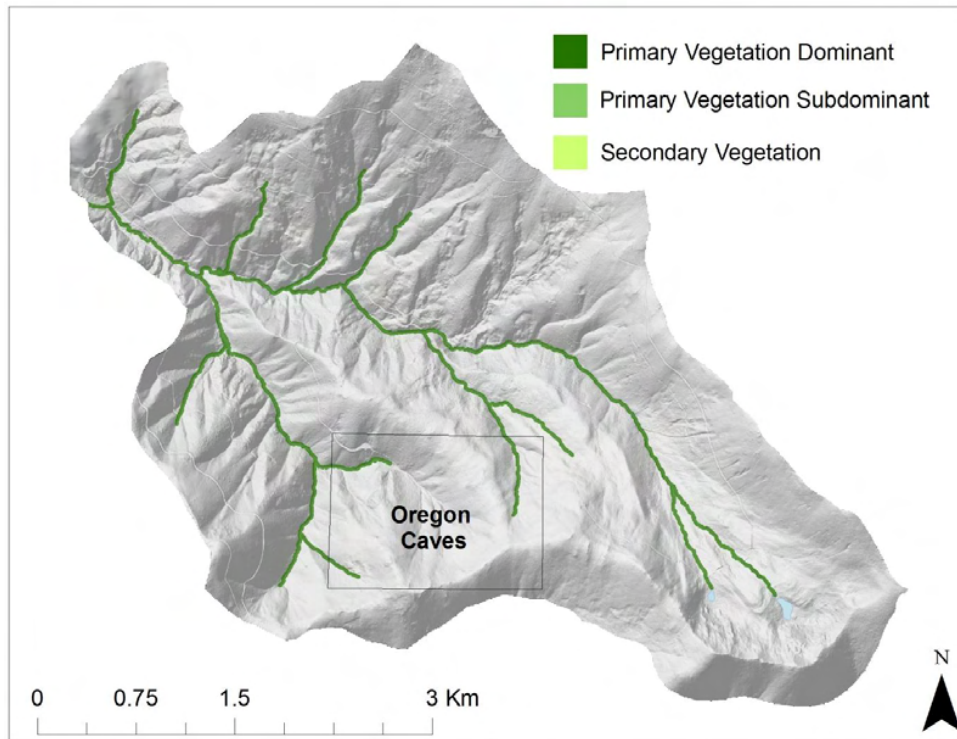 Primary Vegetation Dominant
Primary Vegetation Subdominant
Secondary Vegetation
Oregon
Caves
N
0 0.75 1.5 3 Km